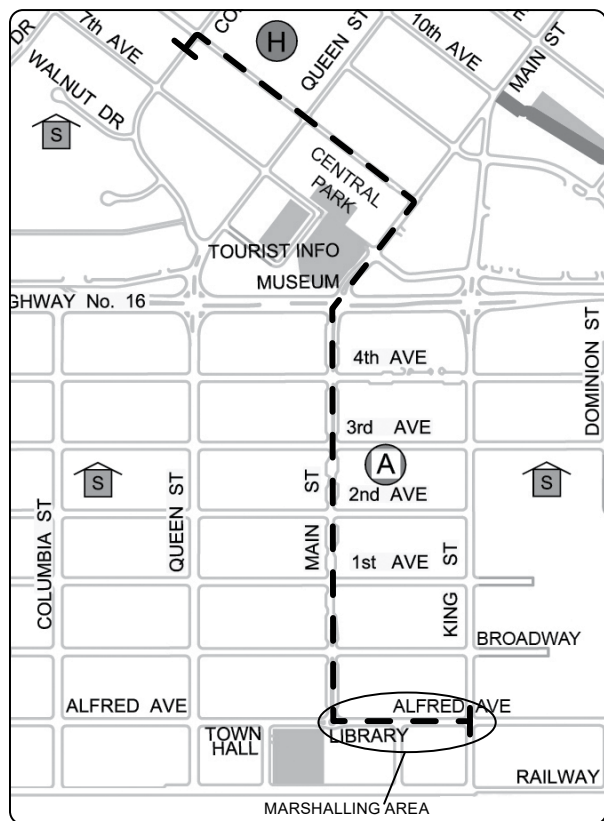 7th AVE
DR
WALNUT DR
H
QUEEN ST
10th AVE
MAIN ST
S
CENTRAL
PARK
TOURIST INFO
MUSEUM
GHWAY No. 16
4th AVE
DOMINION ST
3rd AVE
A
2nd AVE
S
S
COLUMBIA ST
QUEEN ST
MAIN ST
1st AVE
KING ST
BROADWAY
ALFRED AVE
ALFRED AVE
TOWN
HALL
LIBRARY
RAILWAY
MARSHALLING AREA